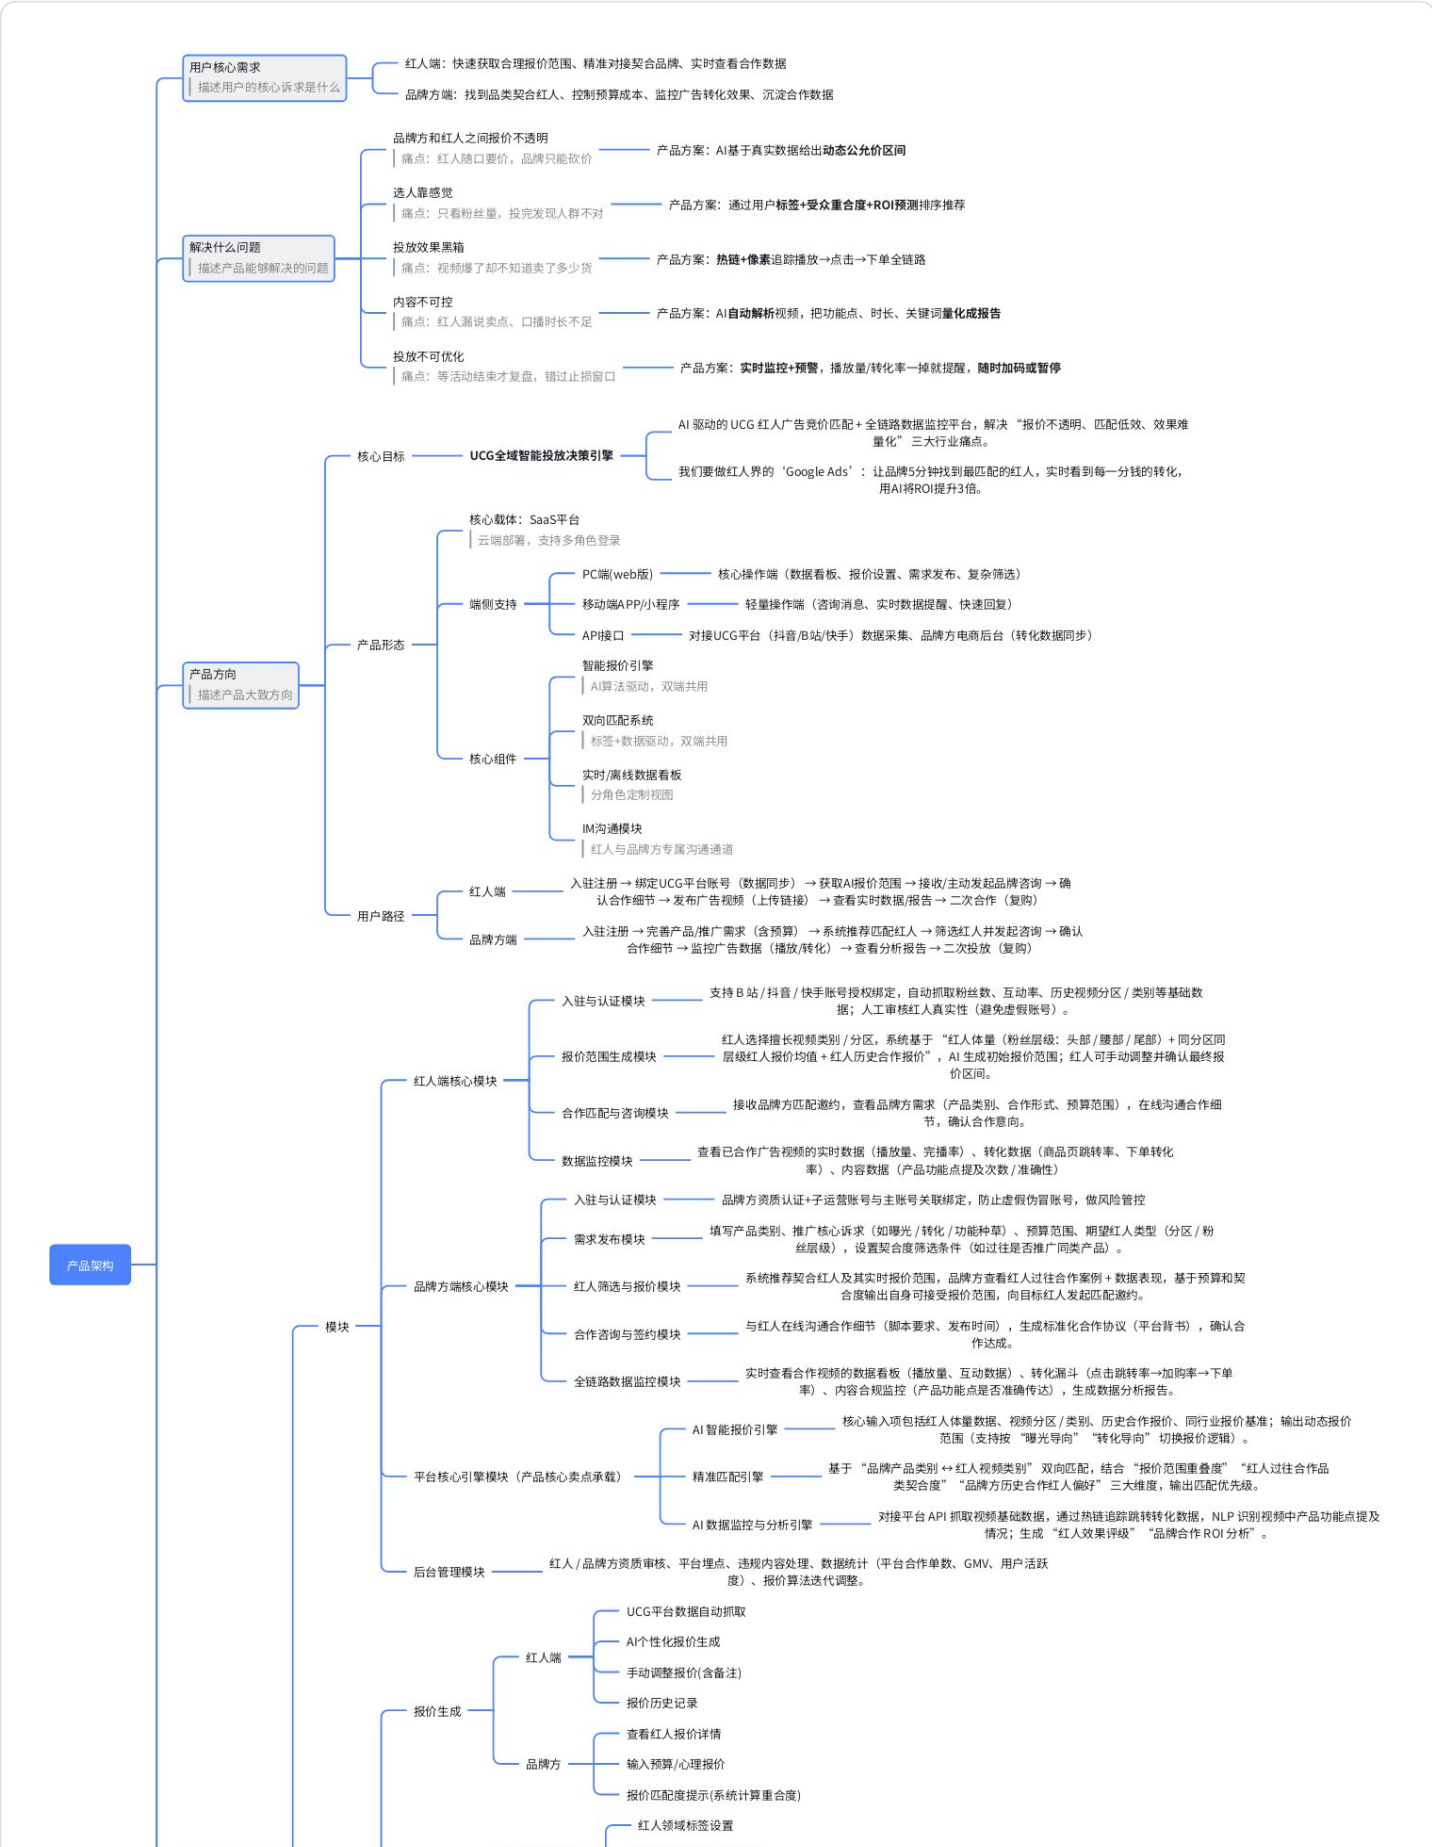 用户核心需求
描述用户的核心诉求是什么
红人端：快速获取合理报价范围、精准对接契合品牌、实时查看合作数据
品牌方端：找到品类契合红人、控制预算成本、监控广告转化效果、沉淀合作数据
解决什么问题
描述产品能够解决的问题
品牌方和红人之间报价不透明
痛点：红人随口要价，品牌只能砍价
产品方案：AI基于真实数据给出动态公允价区间
选人靠感觉
痛点：只看粉丝量，投完发现人群不对
产品方案：通过用户标签+受众重合度+ROI预测排序推荐
投放效果黑箱
痛点：视频爆了却不知道卖了多少货
产品方案：热链+像素追踪播放→点击→下单全链路
内容不可控
痛点：红人漏说卖点、口播时长不足
产品方案：AI自动解析视频，把功能点、时长、关键词量化成报告
投放不可优化
痛点：等活动结束才复盘，错过止损窗口
产品方案：实时监控+预警，播放量/转化率一掉就提醒，随时加码或暂停
产品方向
描述产品大致方向
核心目标
UCG全域智能投放决策引擎
AI 驱动的 UCG 红人广告竞价匹配 + 全链路数据监控平台，解决 “报价不透明、匹配低效、效果难
量化” 三大行业痛点。
我们要做红人界的‘Google Ads’：让品牌5分钟找到最匹配的红人，实时看到每一分钱的转化，
用AI将ROI提升3倍。
产品形态
核心载体：SaaS平台
云端部署，支持多角色登录
端侧支持
PC端(web版)
核心操作端（数据看板、报价设置、需求发布、复杂筛选）
移动端APP/小程序
轻量操作端（咨询消息、实时数据提醒、快速回复）
API接口
对接UCG平台（抖音/B站/快手）数据采集、品牌方电商后台（转化数据同步）
核心组件
智能报价引擎
AI算法驱动，双端共用
双向匹配系统
标签+数据驱动，双端共用
实时/离线数据看板
分角色定制视图
IM沟通模块
红人与品牌方专属沟通通道
用户路径
红人端
入驻注册 → 绑定UCG平台账号（数据同步） → 获取AI报价范围 → 接收/主动发起品牌咨询 → 确
认合作细节 → 发布广告视频（上传链接） → 查看实时数据/报告 → 二次合作（复购）
品牌方端
入驻注册 → 完善产品/推广需求（含预算） → 系统推荐匹配红人 → 筛选红人并发起咨询 → 确认
合作细节 → 监控广告数据（播放/转化） → 查看分析报告 → 二次投放（复购）
产品架构
模块
红人端核心模块
入驻与认证模块
支持 B 站 / 抖音 / 快手账号授权绑定，自动抓取粉丝数、互动率、历史视频分区 / 类别等基础数
据；人工审核红人真实性（避免虚假账号）。
报价范围生成模块
红人选择擅长视频类别 / 分区，系统基于 “红人体量（粉丝层级：头部 / 腰部 / 尾部）+ 同分区同
层级红人报价均值 + 红人历史合作报价”，AI 生成初始报价范围；红人可手动调整并确认最终报
价区间。
合作匹配与咨询模块
接收品牌方匹配邀约，查看品牌方需求（产品类别、合作形式、预算范围），在线沟通合作细
节，确认合作意向。
数据监控模块
查看已合作广告视频的实时数据（播放量、完播率）、转化数据（商品页跳转率、下单转化
率）、内容数据（产品功能点提及次数 / 准确性）
品牌方端核心模块
入驻与认证模块
品牌方资质认证+子运营账号与主账号关联绑定，防止虚假伪冒账号，做风险管控
需求发布模块
填写产品类别、推广核心诉求（如曝光 / 转化 / 功能种草）、预算范围、期望红人类型（分区 / 粉
丝层级），设置契合度筛选条件（如过往是否推广同类产品）。
红人筛选与报价模块
系统推荐契合红人及其实时报价范围，品牌方查看红人过往合作案例 + 数据表现，基于预算和契
合度输出自身可接受报价范围，向目标红人发起匹配邀约。
合作咨询与签约模块
与红人在线沟通合作细节（脚本要求、发布时间），生成标准化合作协议（平台背书），确认合
作达成。
全链路数据监控模块
实时查看合作视频的数据看板（播放量、互动数据）、转化漏斗（点击跳转率→加购率→下单
率）、内容合规监控（产品功能点是否准确传达），生成数据分析报告。
平台核心引擎模块（产品核心卖点承载）
AI 智能报价引擎
核心输入项包括红人体量数据、视频分区 / 类别、历史合作报价、同行业报价基准；输出动态报价
范围（支持按 “曝光导向”“转化导向” 切换报价逻辑）。
精准匹配引擎
基于 “品牌产品类别 ↔ 红人视频类别” 双向匹配，结合 “报价范围重叠度”“红人过往合作品
类契合度”“品牌方历史合作红人偏好” 三大维度，输出匹配优先级。
AI 数据监控与分析引擎
对接平台 API 抓取视频基础数据，通过热链追踪跳转转化数据，NLP 识别视频中产品功能点提及
情况；生成 “红人效果评级”“品牌合作 ROI 分析”。
后台管理模块
红人 / 品牌方资质审核、平台埋点、违规内容处理、数据统计（平台合作单数、GMV、用户活跃
度）、报价算法迭代调整。
报价生成
红人端
UCG平台数据自动抓取
AI个性化报价生成
手动调整报价(含备注)
报价历史记录
品牌方
查看红人报价详情
输入预算/心理报价
报价匹配度提示(系统计算重合度)
红人领域标签设置